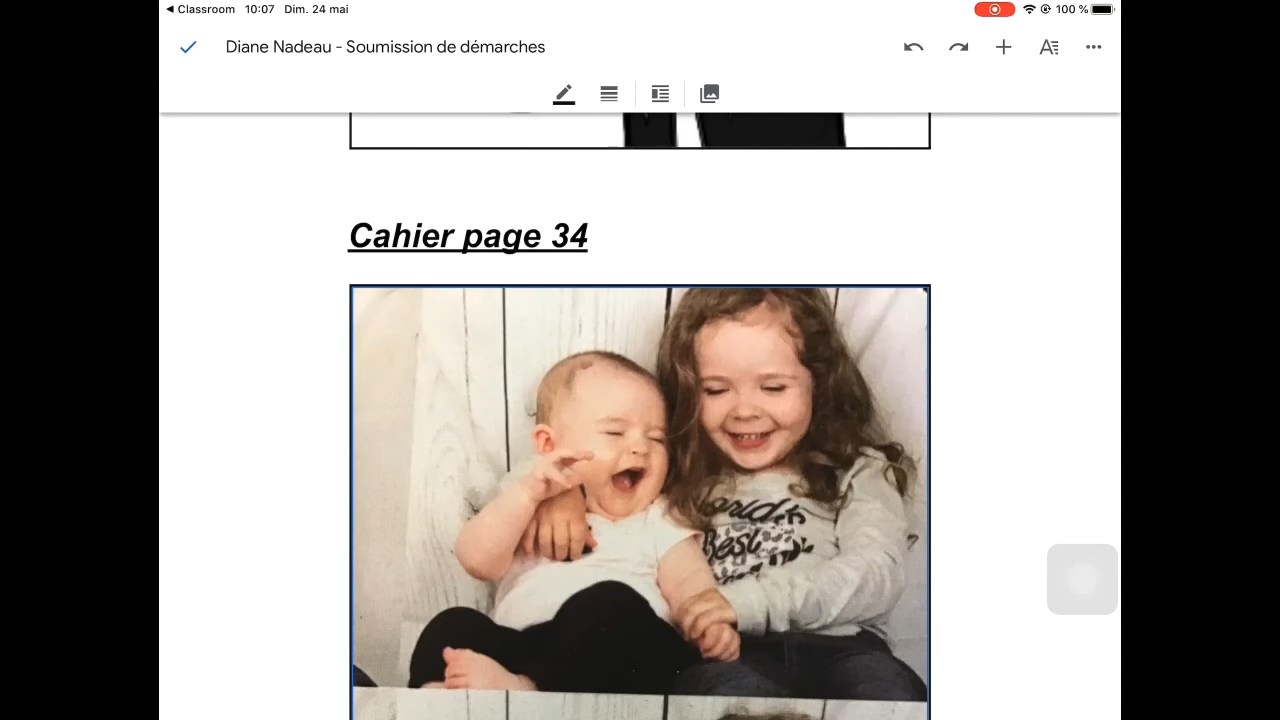 Classroom 10:07 Dim. 24 mai 100 %
Diane Nadeau - Soumission de démarches
Cahier page 34
Best